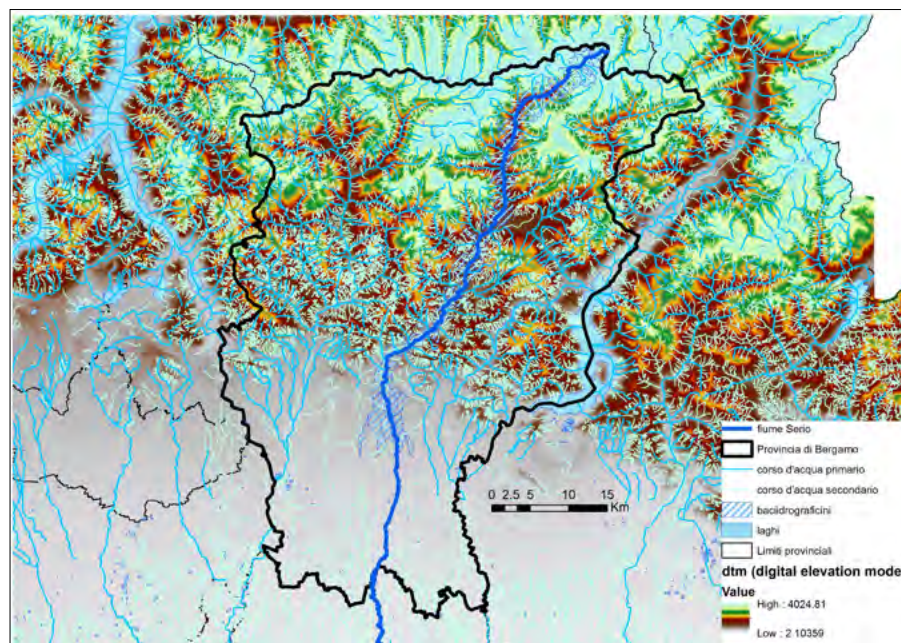 fiume Serio
Provincia di Bergamo
corso d'acqua primario
corso d'acqua secondario
baciidrograficini
laghi
Limiti provinciali
dtm (digital elevation mode
Value
High : 4024.81
Low : 2.10359
0 2.5 5 10 15
Km